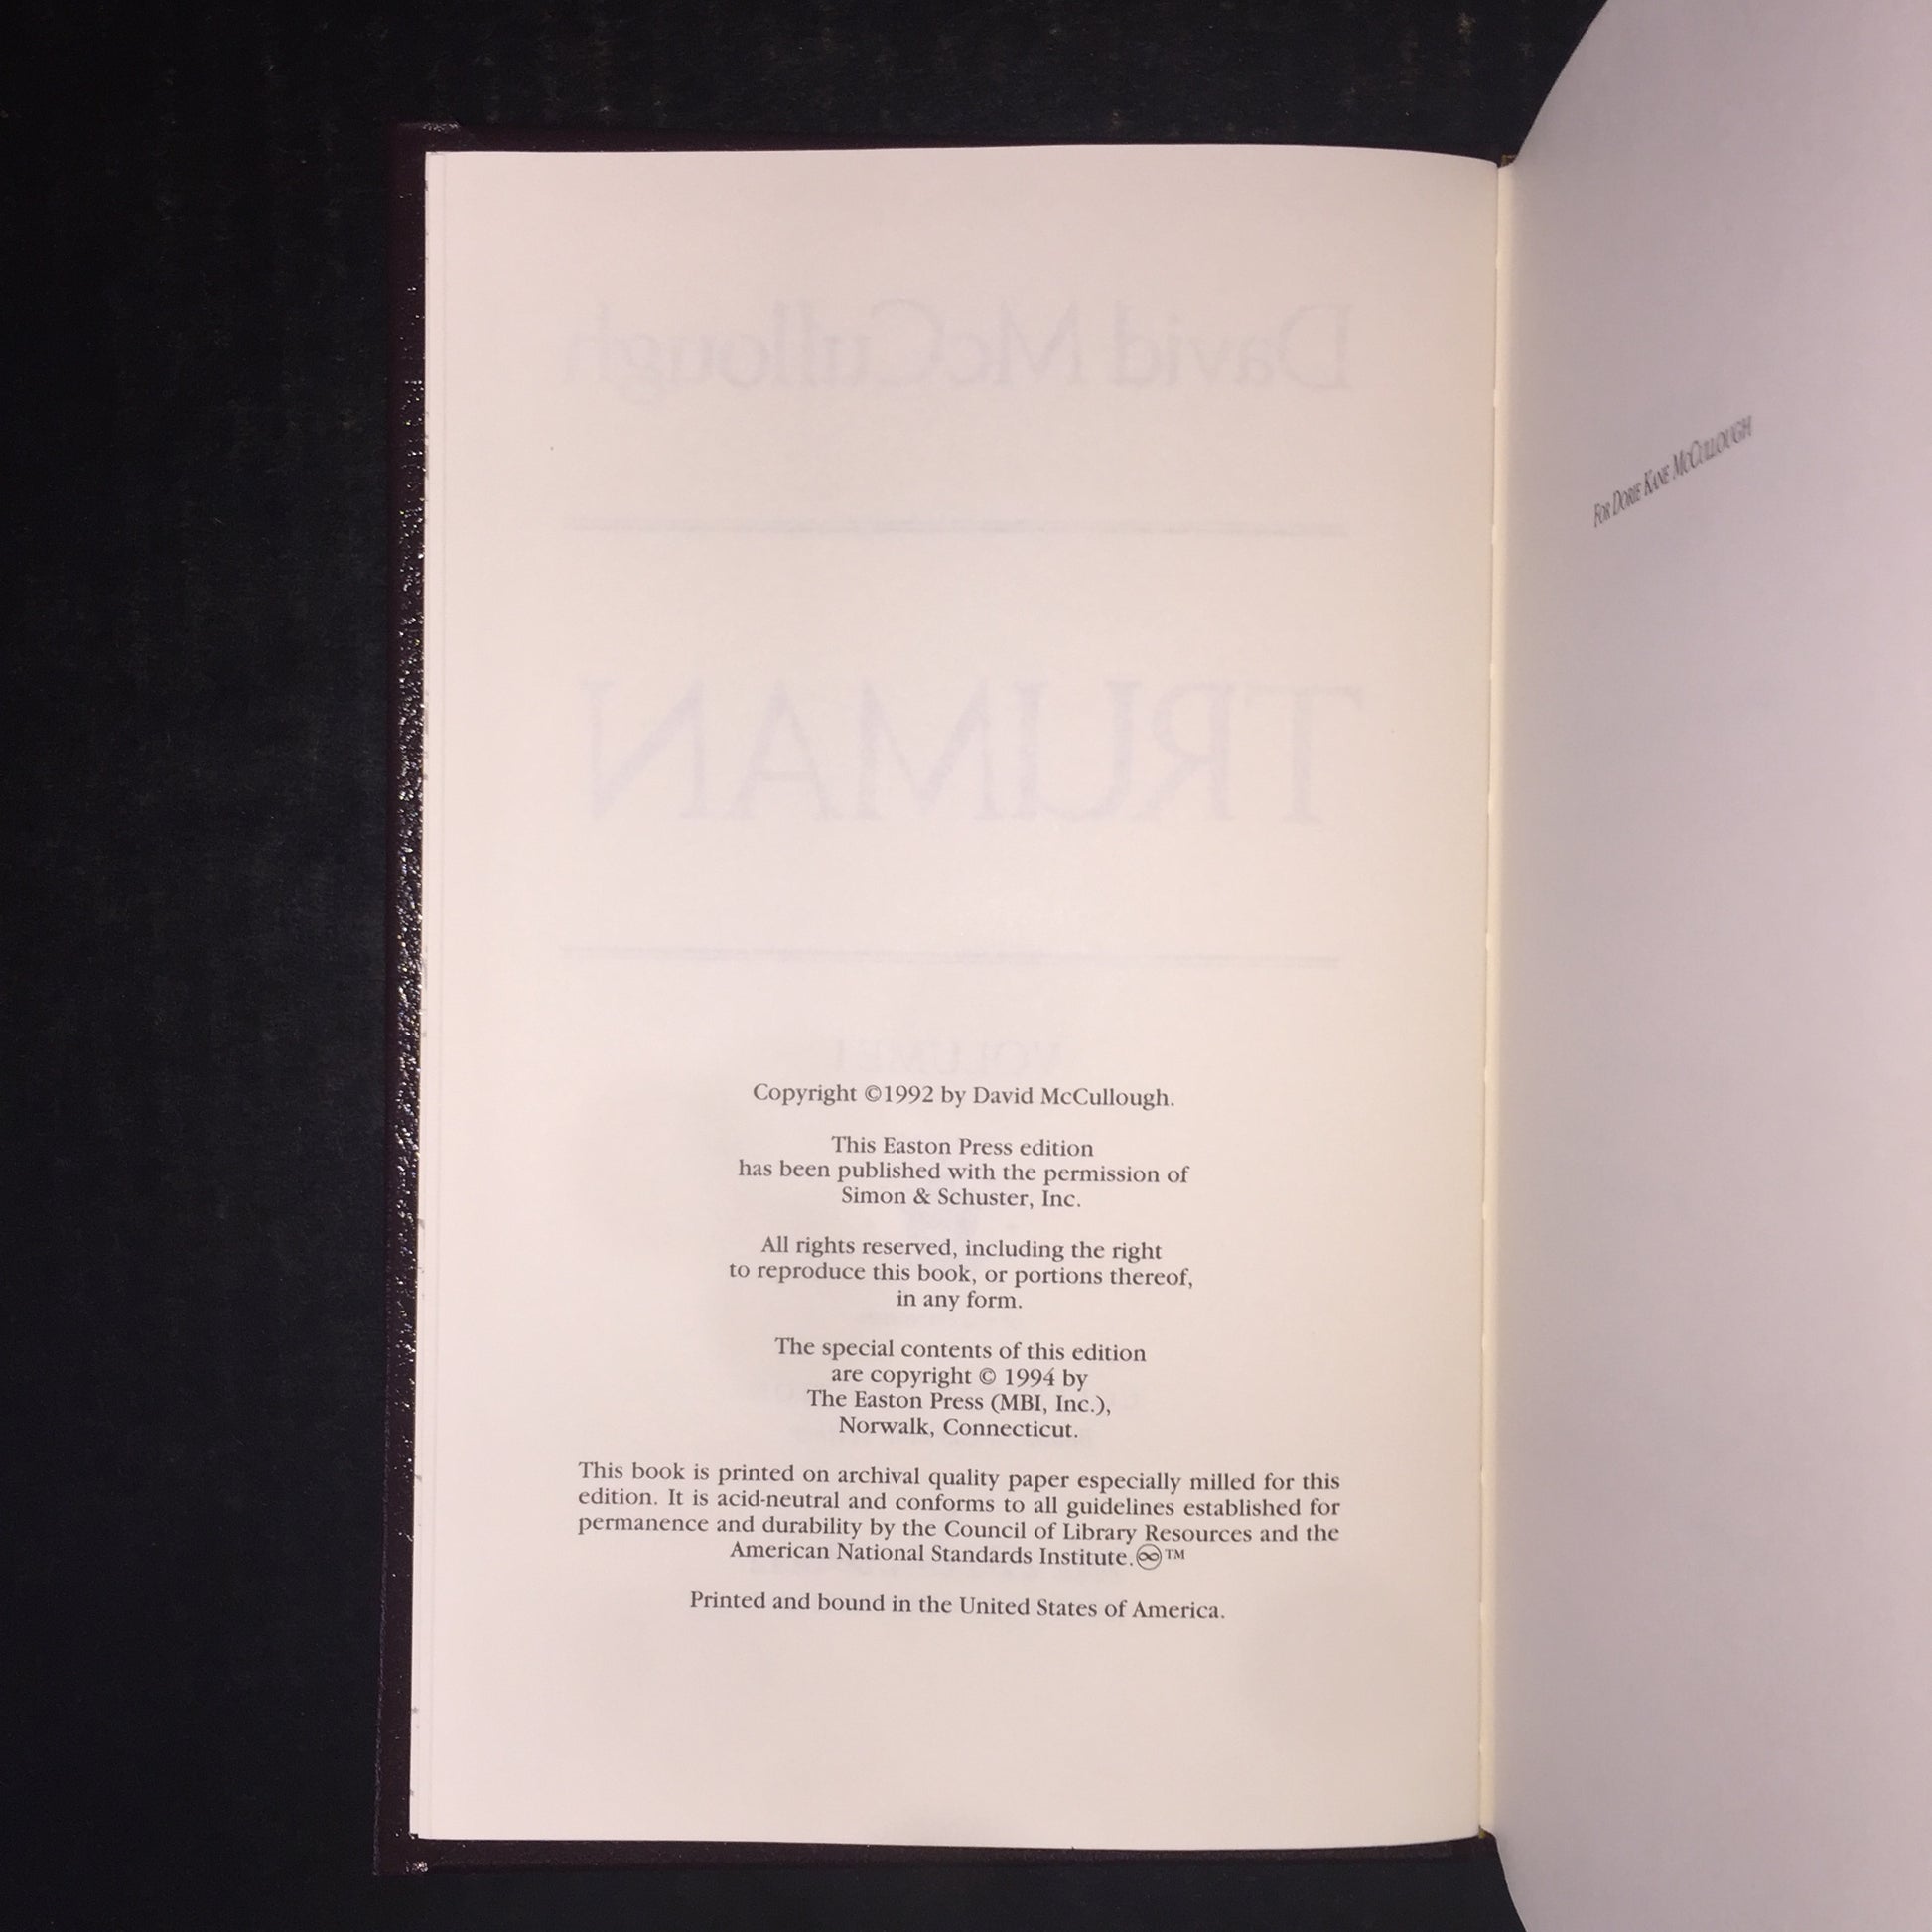 David McCullough
TRUMAN
VOLUME I
Copyright ©1992 by David McCullough.
This Easton Press edition
has been published with the permission of
Simon & Schuster, Inc.
All rights reserved, including the right
to reproduce this book, or portions thereof,
in any form.
The special contents of this edition
are copyright © 1994 by
The Easton Press (MBI, Inc.),
Norwalk, Connecticut.
This book is printed on archival quality paper especially milled for this
edition. It is acid-neutral and conforms to all guidelines established for
permanence and durability by the Council of Library Resources and the
American National Standards Institute.♾™
Printed and bound in the United States of America.
FOR DORIE KANE MCCULLOUGH